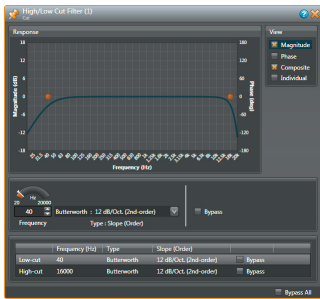 High/Low Cut Filter (1)
Cut
Response
View
Magnitude (dB)
18
12
6
0
-6
-12
-18
180
120
60
0
-60
-120
-180
Phase (deg)
Frequency (Hz)
Magnitude
Phase
Composite
Individual
Hz
20 20000
40
Frequency
Butterworth : 12 dB/Oct. (2nd-order)
Type : Slope (Order)
Bypass
Frequency (Hz) Type Slope (Order)
Low-cut 40 Butterworth 12 dB/Oct. (2nd-order) Bypass
High-cut 16000 Butterworth 12 dB/Oct. (2nd-order) Bypass
Bypass All